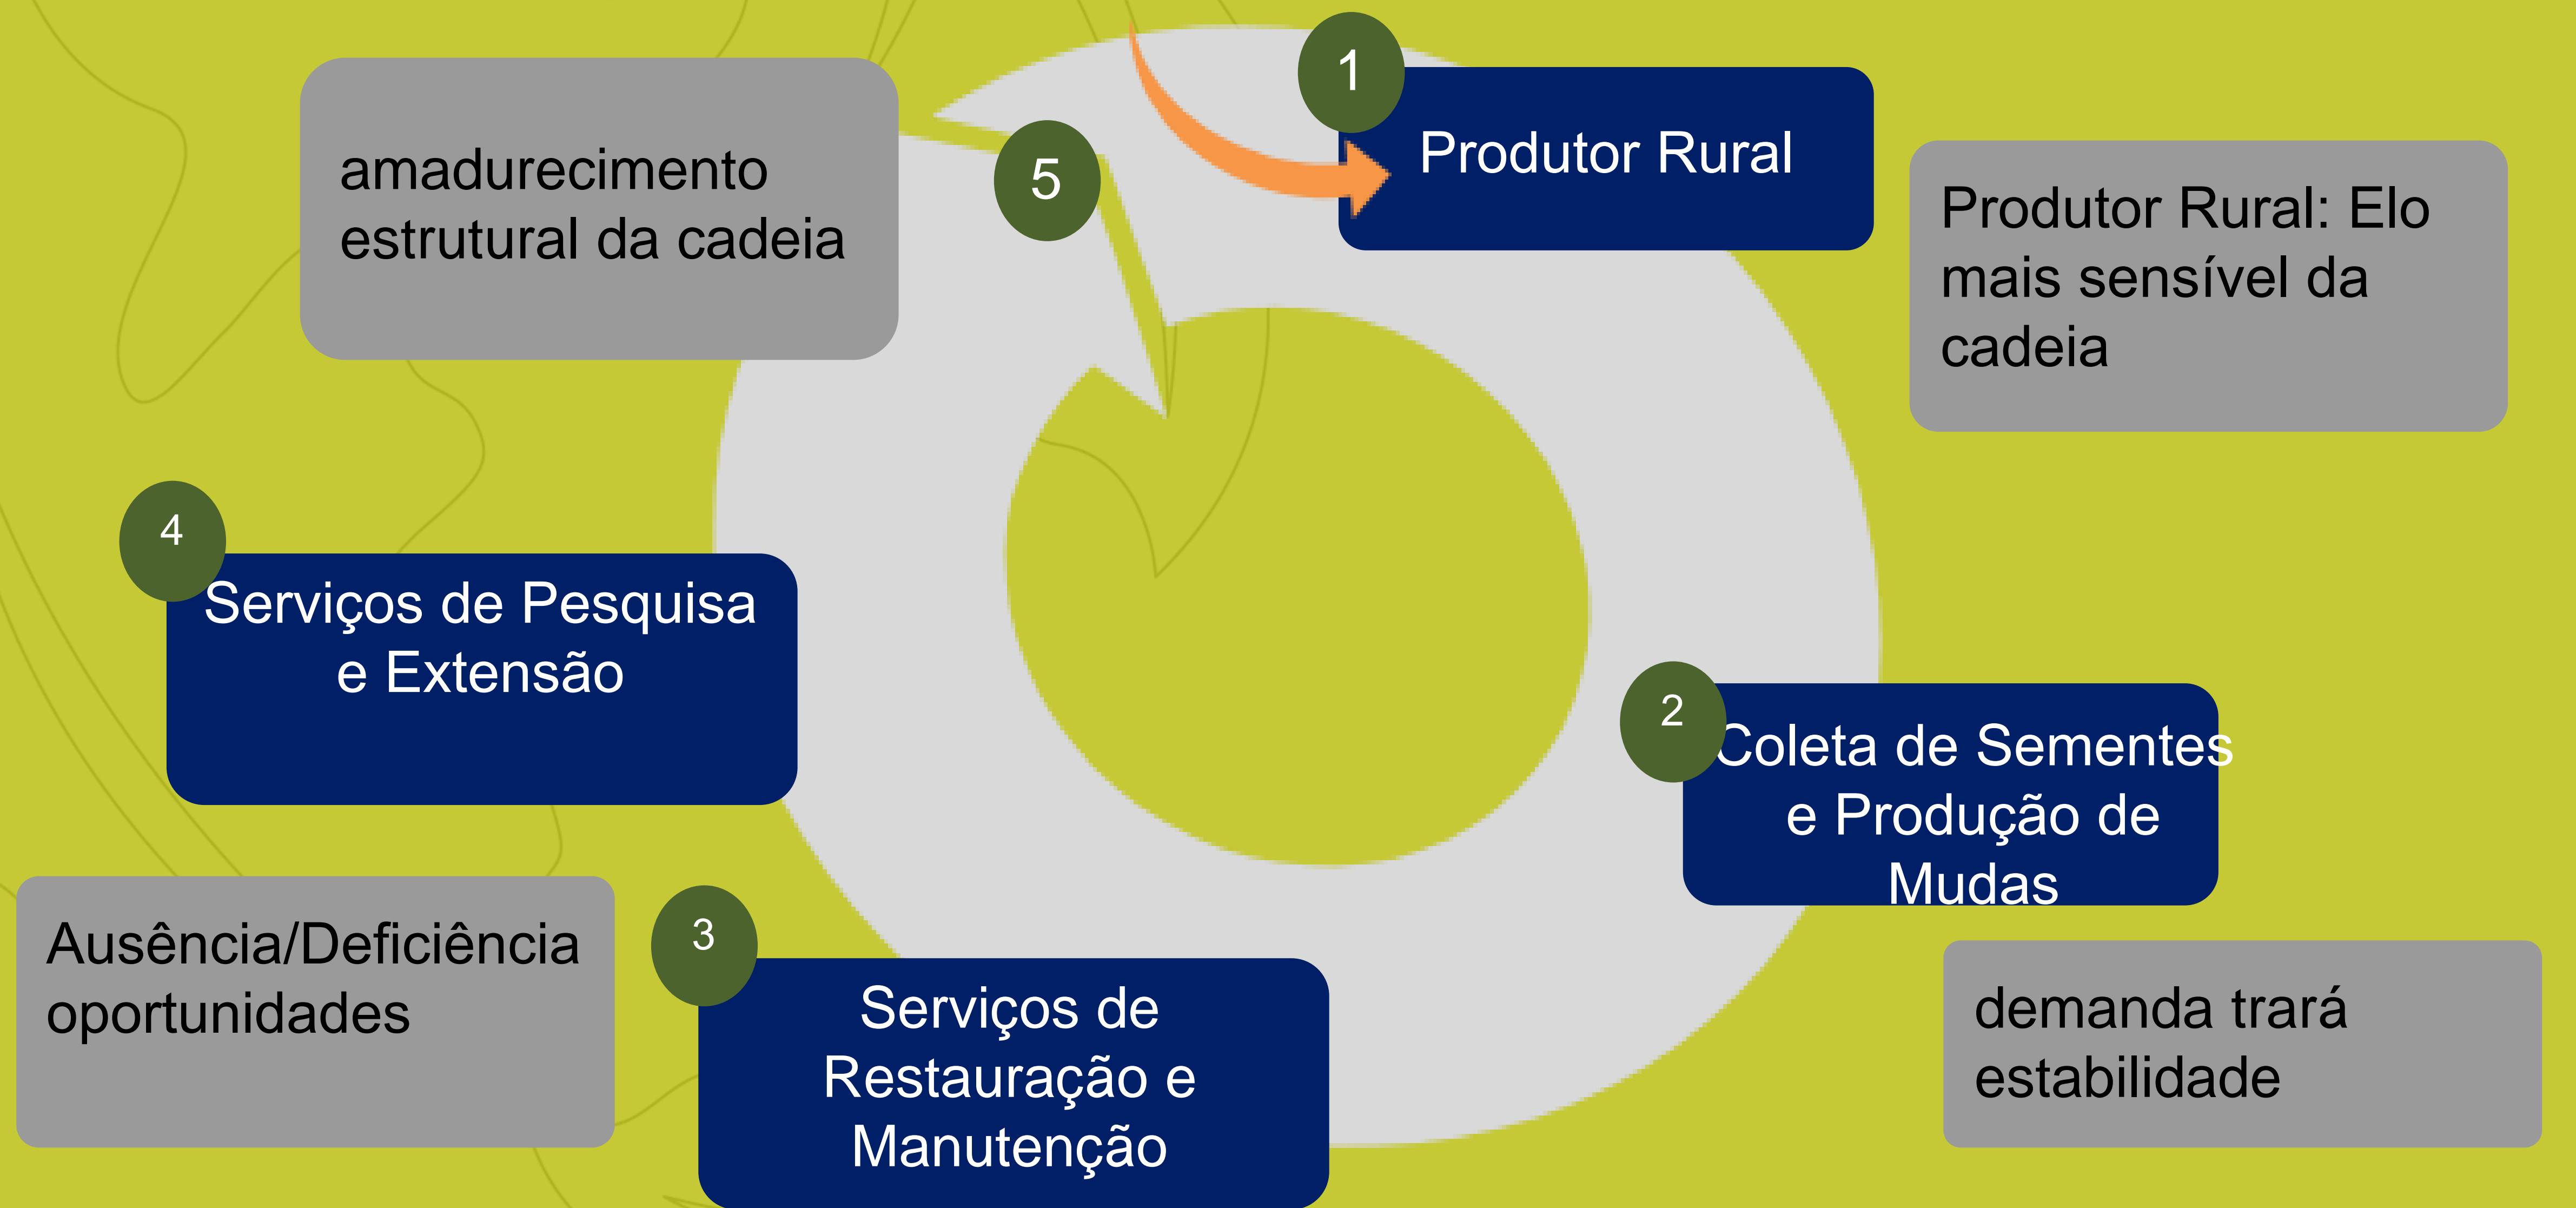 1
Produtor Rural
Produtor Rural: Elo
mais sensível da
cadeia
2
Coleta de Sementes
e Produção de
Mudas
demanda trará
estabilidade
3
Serviços de
Restauração e
Manutenção
4
Serviços de Pesquisa
e Extensão
Ausência/Deficiência
oportunidades
5
amadurecimento
estrutural da cadeia